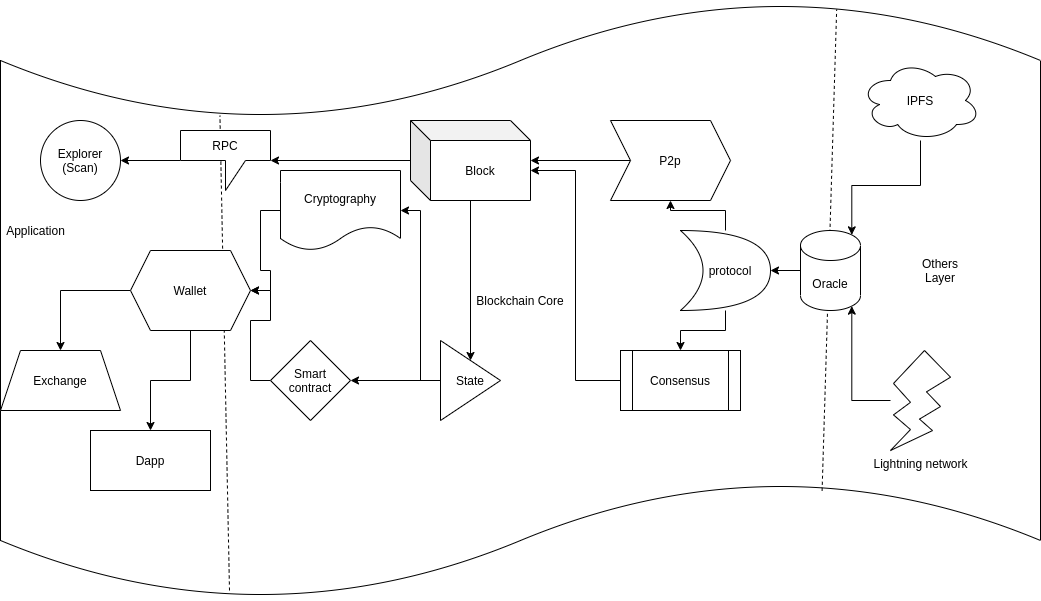 IPFS
RPC
Explorer
(Scan)
P2p
Block
Cryptography
Application
Others
Layer
protocol
Oracle
Wallet
Blockchain Core
Exchange
Smart
contract
State
Consensus
Dapp
Lightning network